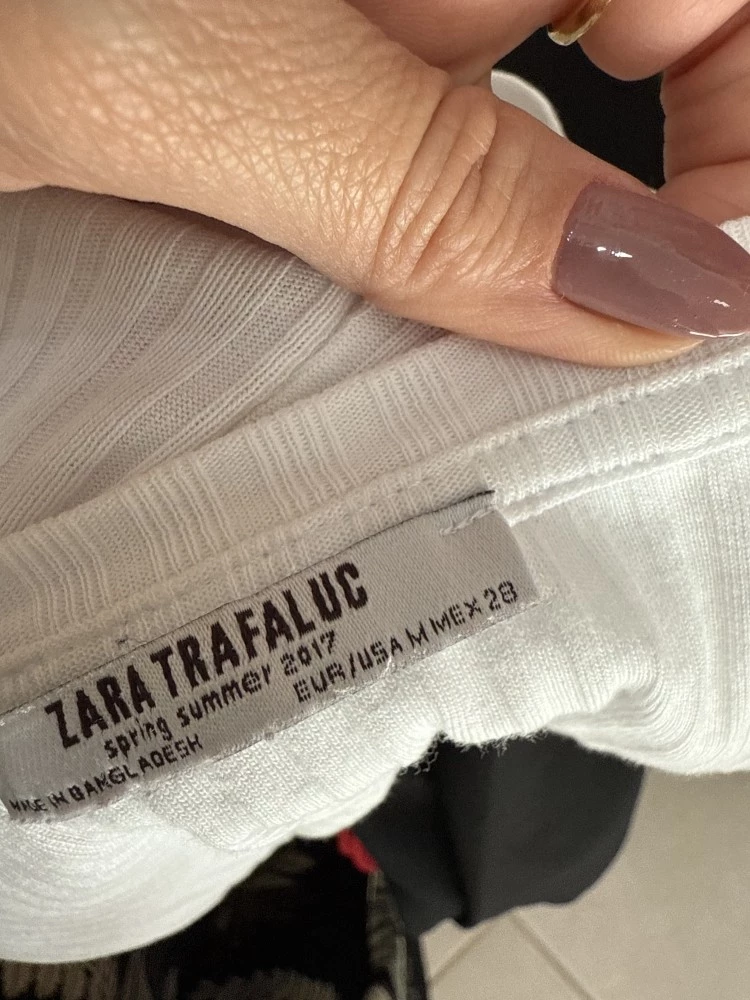 ZARA TRAFALUC
spring summer 2017
EUR/USA M MEX 28
MADE IN BANGLADESH